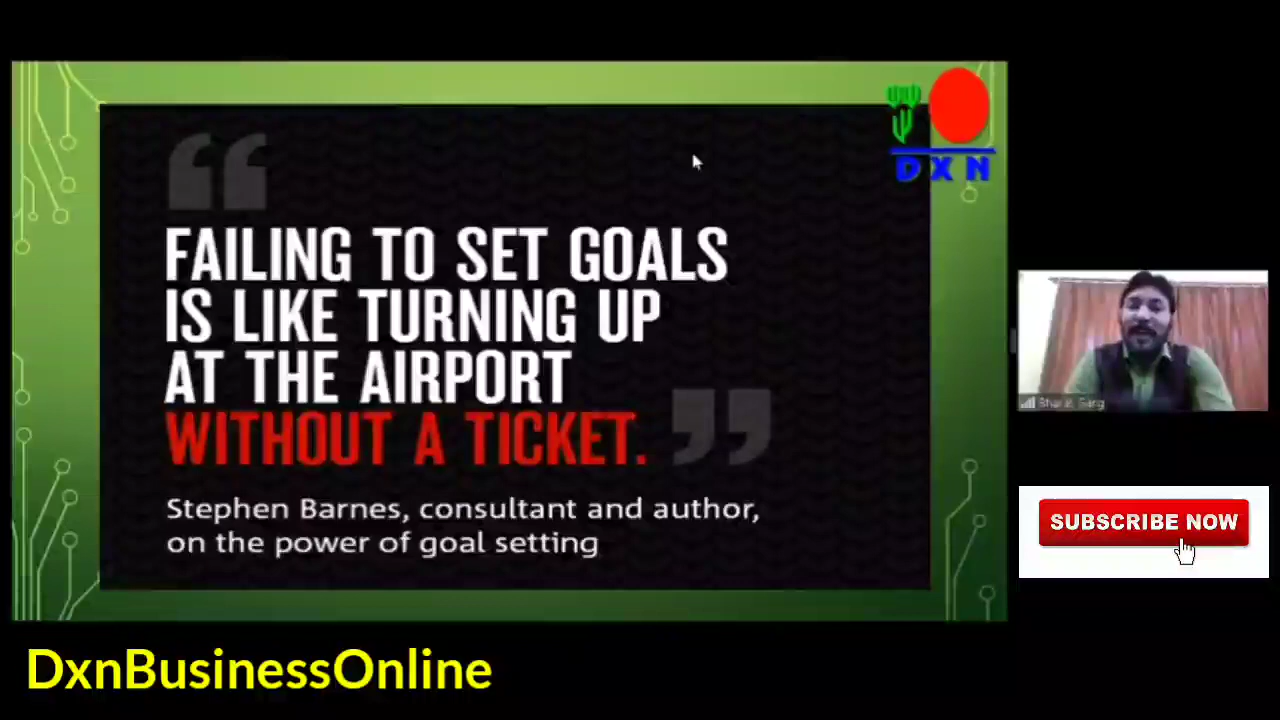 DXN
FAILING TO SET GOALS
IS LIKE TURNING UP
AT THE AIRPORT
WITHOUT A TICKET.
Stephen Barnes, consultant and author,
on the power of goal setting
SUBSCRIBE NOW
DxnBusinessOnline